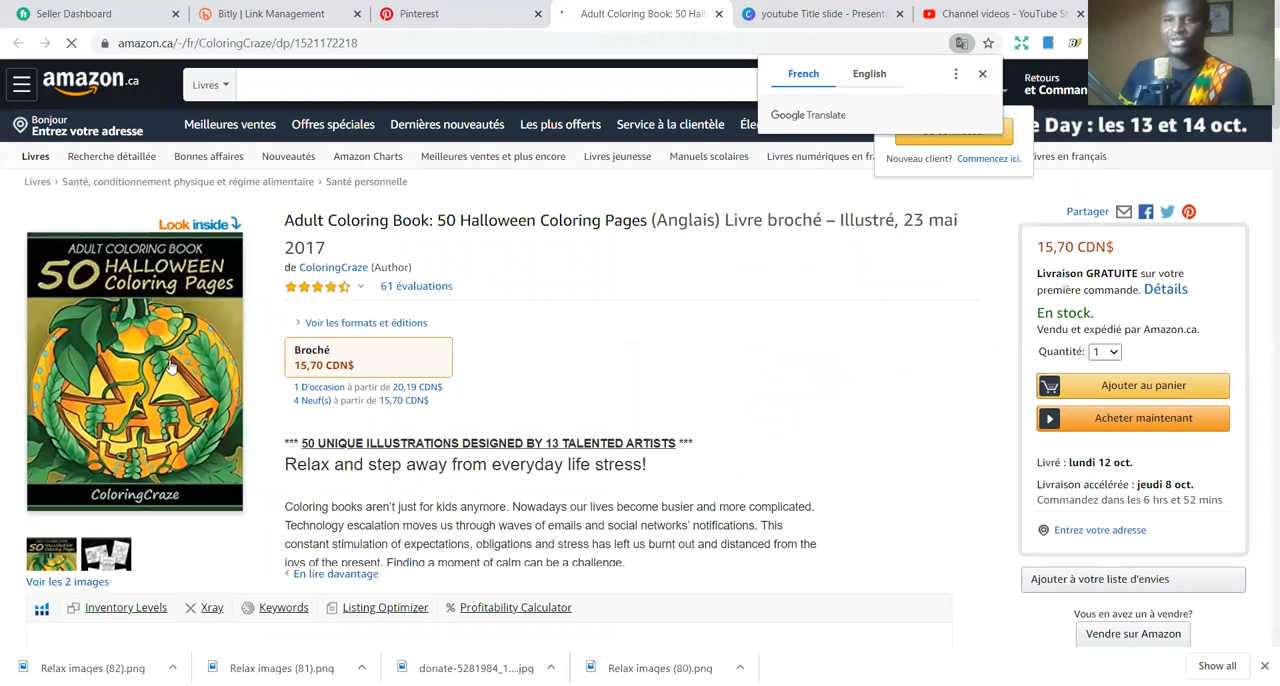 Seller Dashboard
Bitly | Link Management
Pinterest
Adult Coloring Book: 50 Hall
youtube Title slide - Present
Channel videos - YouTube St
amazon.ca/-/fr/ColoringCraze/dp/1521172218
amazon.ca
Livres
French
English
Google Translate
Retours
et Comman
Bonjour
Entrez votre adresse
Meilleures ventes
Offres spéciales
Dernières nouveautés
Les plus offerts
Service à la clientèle
e Day : les 13 et 14 oct.
Nouveau client? Commencez ici.
Livres
Recherche détaillée
Bonnes affaires
Nouveautés
Amazon Charts
Meilleures ventes et plus encore
Livres jeunesse
Manuels scolaires
Livres numériques en fra
ivres en français
Livres › Santé, conditionnement physique et régime alimentaire › Santé personnelle
Look inside
ADULT COLORING BOOK
50 HALLOWEEN
Coloring Pages
ColoringCraze
Voir les 2 images
Adult Coloring Book: 50 Halloween Coloring Pages (Anglais) Livre broché – Illustré, 23 mai
2017
de ColoringCraze (Author)
61 évaluations
› Voir les formats et éditions
Broché
15,70 CDN$
1 D'occasion à partir de 20,19 CDN$
4 Neuf(s) à partir de 15,70 CDN$
*** 50 UNIQUE ILLUSTRATIONS DESIGNED BY 13 TALENTED ARTISTS ***
Relax and step away from everyday life stress!
Coloring books aren't just for kids anymore. Nowadays our lives become busier and more complicated.
Technology escalation moves us through waves of emails and social networks' notifications. This
constant stimulation of expectations, obligations and stress has left us burnt out and distanced from the
joys of the present. Finding a moment of calm can be a challenge.
En lire davantage
Partager
15,70 CDN$
Livraison GRATUITE sur votre
première commande. Détails
En stock.
Vendu et expédié par Amazon.ca.
Quantité: 1
Ajouter au panier
Acheter maintenant
Livré : lundi 12 oct.
Livraison accélérée : jeudi 8 oct.
Commandez dans les 6 hrs et 52 mins
Entrez votre adresse
Ajouter à votre liste d'envies
Vous en avez un à vendre?
Vendre sur Amazon
Inventory Levels
Xray
Keywords
Listing Optimizer
Profitability Calculator
Relax images (82).png
Relax images (81).png
donate-5281984_1....jpg
Relax images (80).png
Show all